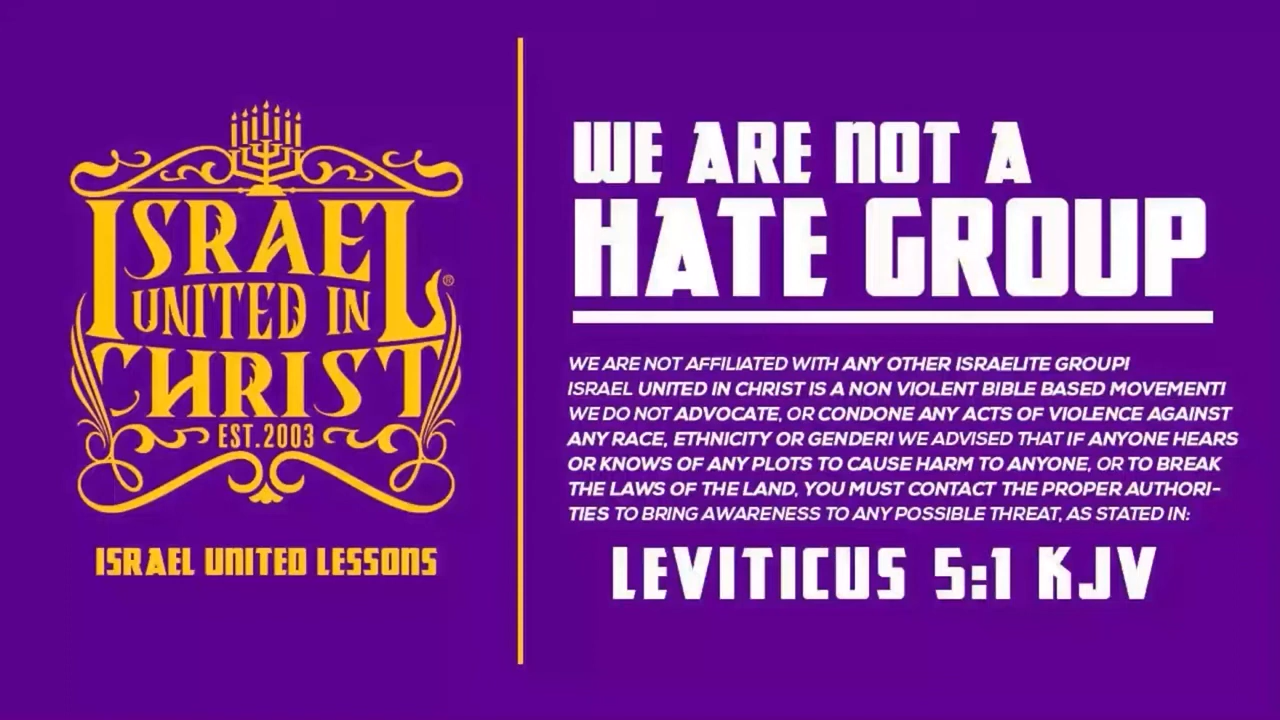 ISRAEL
UNITED IN
CHRIST
®
EST. 2003
ISRAEL UNITED LESSONS
WE ARE NOT A
HATE GROUP
WE ARE NOT AFFILIATED WITH ANY OTHER ISRAELITE GROUP!
ISRAEL UNITED IN CHRIST IS A NON VIOLENT BIBLE BASED MOVEMENT!
WE DO NOT ADVOCATE, OR CONDONE ANY ACTS OF VIOLENCE AGAINST
ANY RACE, ETHNICITY OR GENDER! WE ADVISED THAT IF ANYONE HEARS
OR KNOWS OF ANY PLOTS TO CAUSE HARM TO ANYONE, OR TO BREAK
THE LAWS OF THE LAND, YOU MUST CONTACT THE PROPER AUTHORI-
TIES TO BRING AWARENESS TO ANY POSSIBLE THREAT, AS STATED IN:
LEVITICUS 5:1 KJV